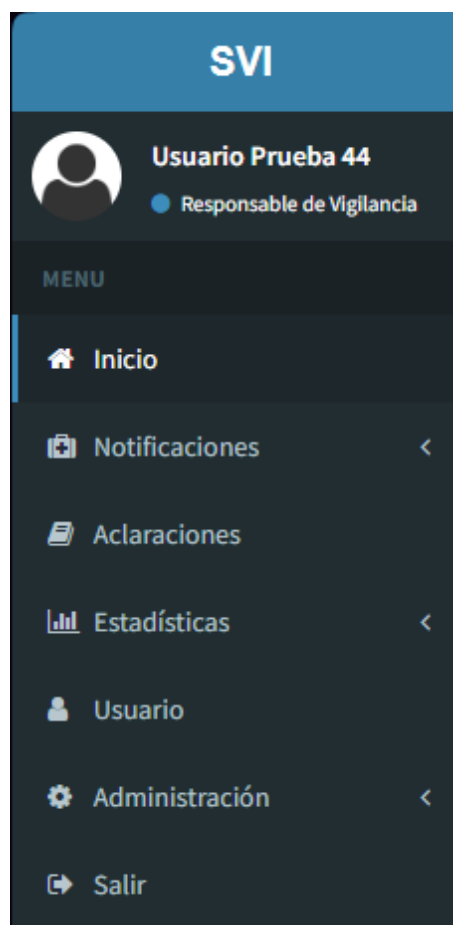 SVI
Usuario Prueba 44
Responsable de Vigilancia
MENU
Inicio
Notificaciones
Aclaraciones
Estadísticas
Usuario
Administración
Salir